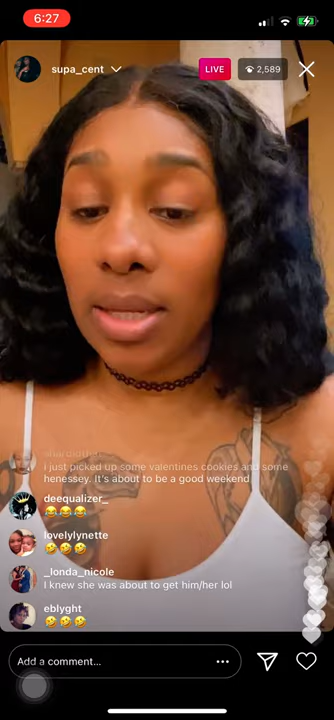 6:27
supa_cent
LIVE
2,589
i just picked up some valentines cookies and some
henessey. It's about to be a good weekend
deequalizer_
😂😂😂
lovelylynette
🤣🤣🤣
_londa_nicole
I knew she was about to get him/her lol
eblyght
🤣🤣🤣
Add a comment...